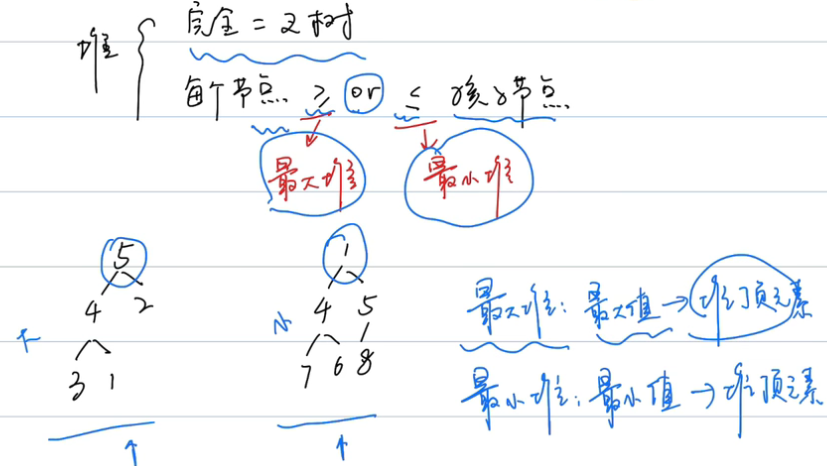 堆 完全二叉树
每个节点 ≥ or ≤ 孩子节点
最大堆 最小堆
5
4 2
大
3 1
1
4 5
小
7 6 8
最大堆: 最大值 → 堆顶元素
最小堆: 最小值 → 堆顶元素